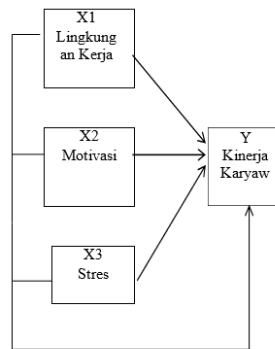 X1
Lingkung
an Kerja
X2
Motivasi
Y
Kinerja
Karyaw
X3
Stres